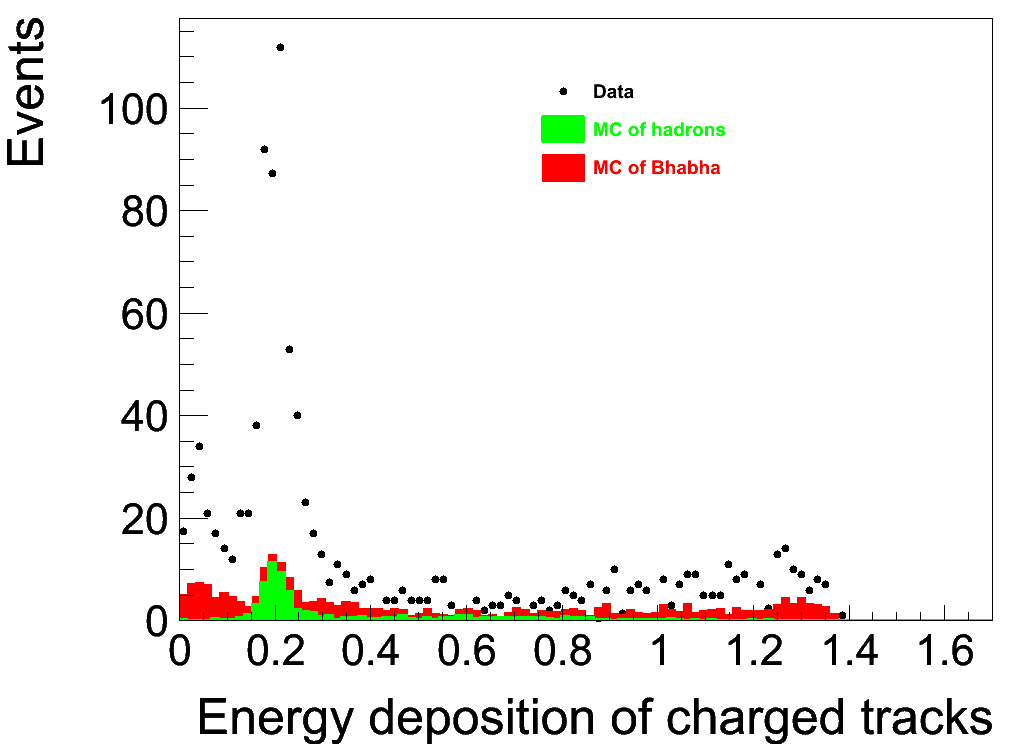 Events
Data
MC of hadrons
MC of Bhabha
100
80
60
40
20
0
0 0.2 0.4 0.6 0.8 1 1.2 1.4 1.6
Energy deposition of charged tracks